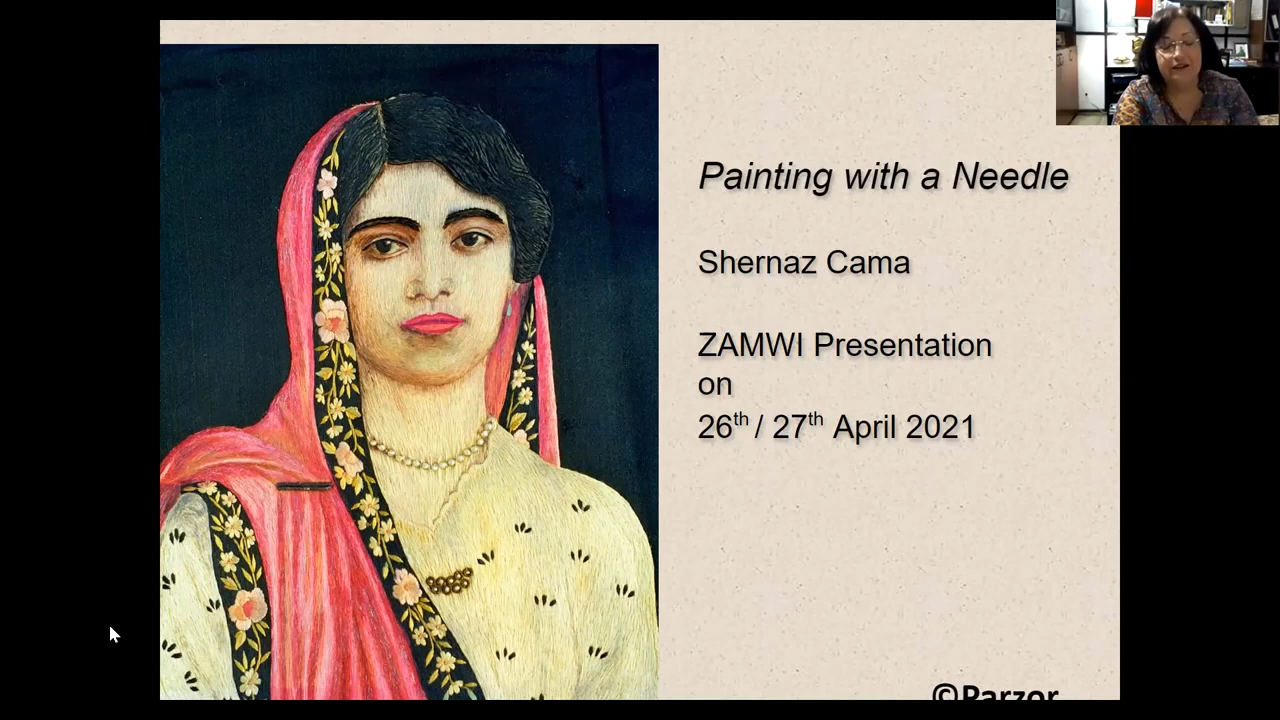 Painting with a Needle
Shernaz Cama
ZAMWI Presentation
on
26th / 27th April 2021
©Parzor